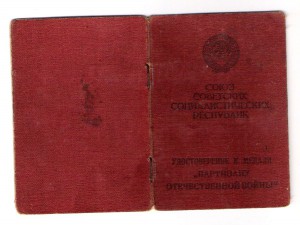 СОЮЗ
СОВЕТСКИХ
СОЦИАЛИСТИЧЕСКИХ
РЕСПУБЛИК
УДОСТОВЕРЕНИЕ К МЕДАЛИ
„ПАРТИЗАНУ
ОТЕЧЕСТВЕННОЙ ВОЙНЫ“